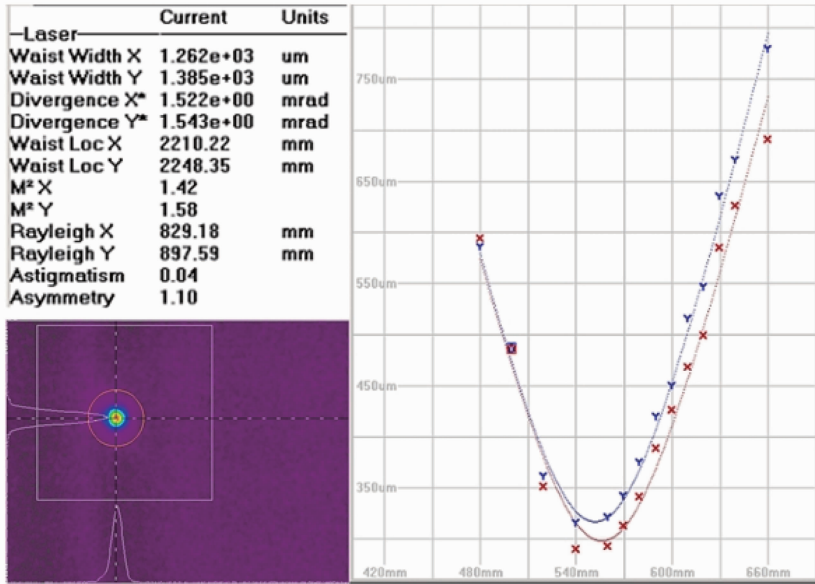 Current Units
Laser
Waist Width X 1.262e+03 um
Waist Width Y 1.385e+03 um
Divergence X* 1.522e+00 mrad
Divergence Y* 1.543e+00 mrad
Waist Loc X 2210.22 mm
Waist Loc Y 2248.35 mm
M² X 1.42
M² Y 1.58
Rayleigh X 829.18 mm
Rayleigh Y 897.59 mm
Astigmatism 0.04
Asymmetry 1.10
750um
650um
550um
450um
350um
420mm 480mm 540mm 600mm 660mm